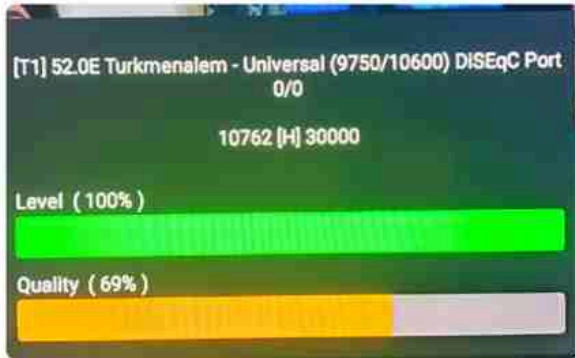 [T1] 52.0E Turkmenalem - Universal (9750/10600) DiSEqC Port
0/0
10762 [H] 30000
Level ( 100% )
Quality ( 69% )